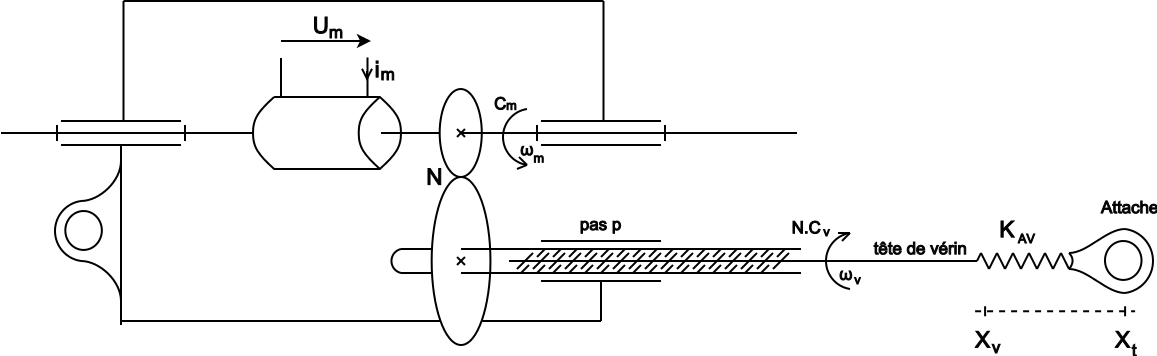 Um
im
Cm
ωm
N
pas p
N.Cv
ωv
tête de vérin
KAV
Attache
Xv
Xt